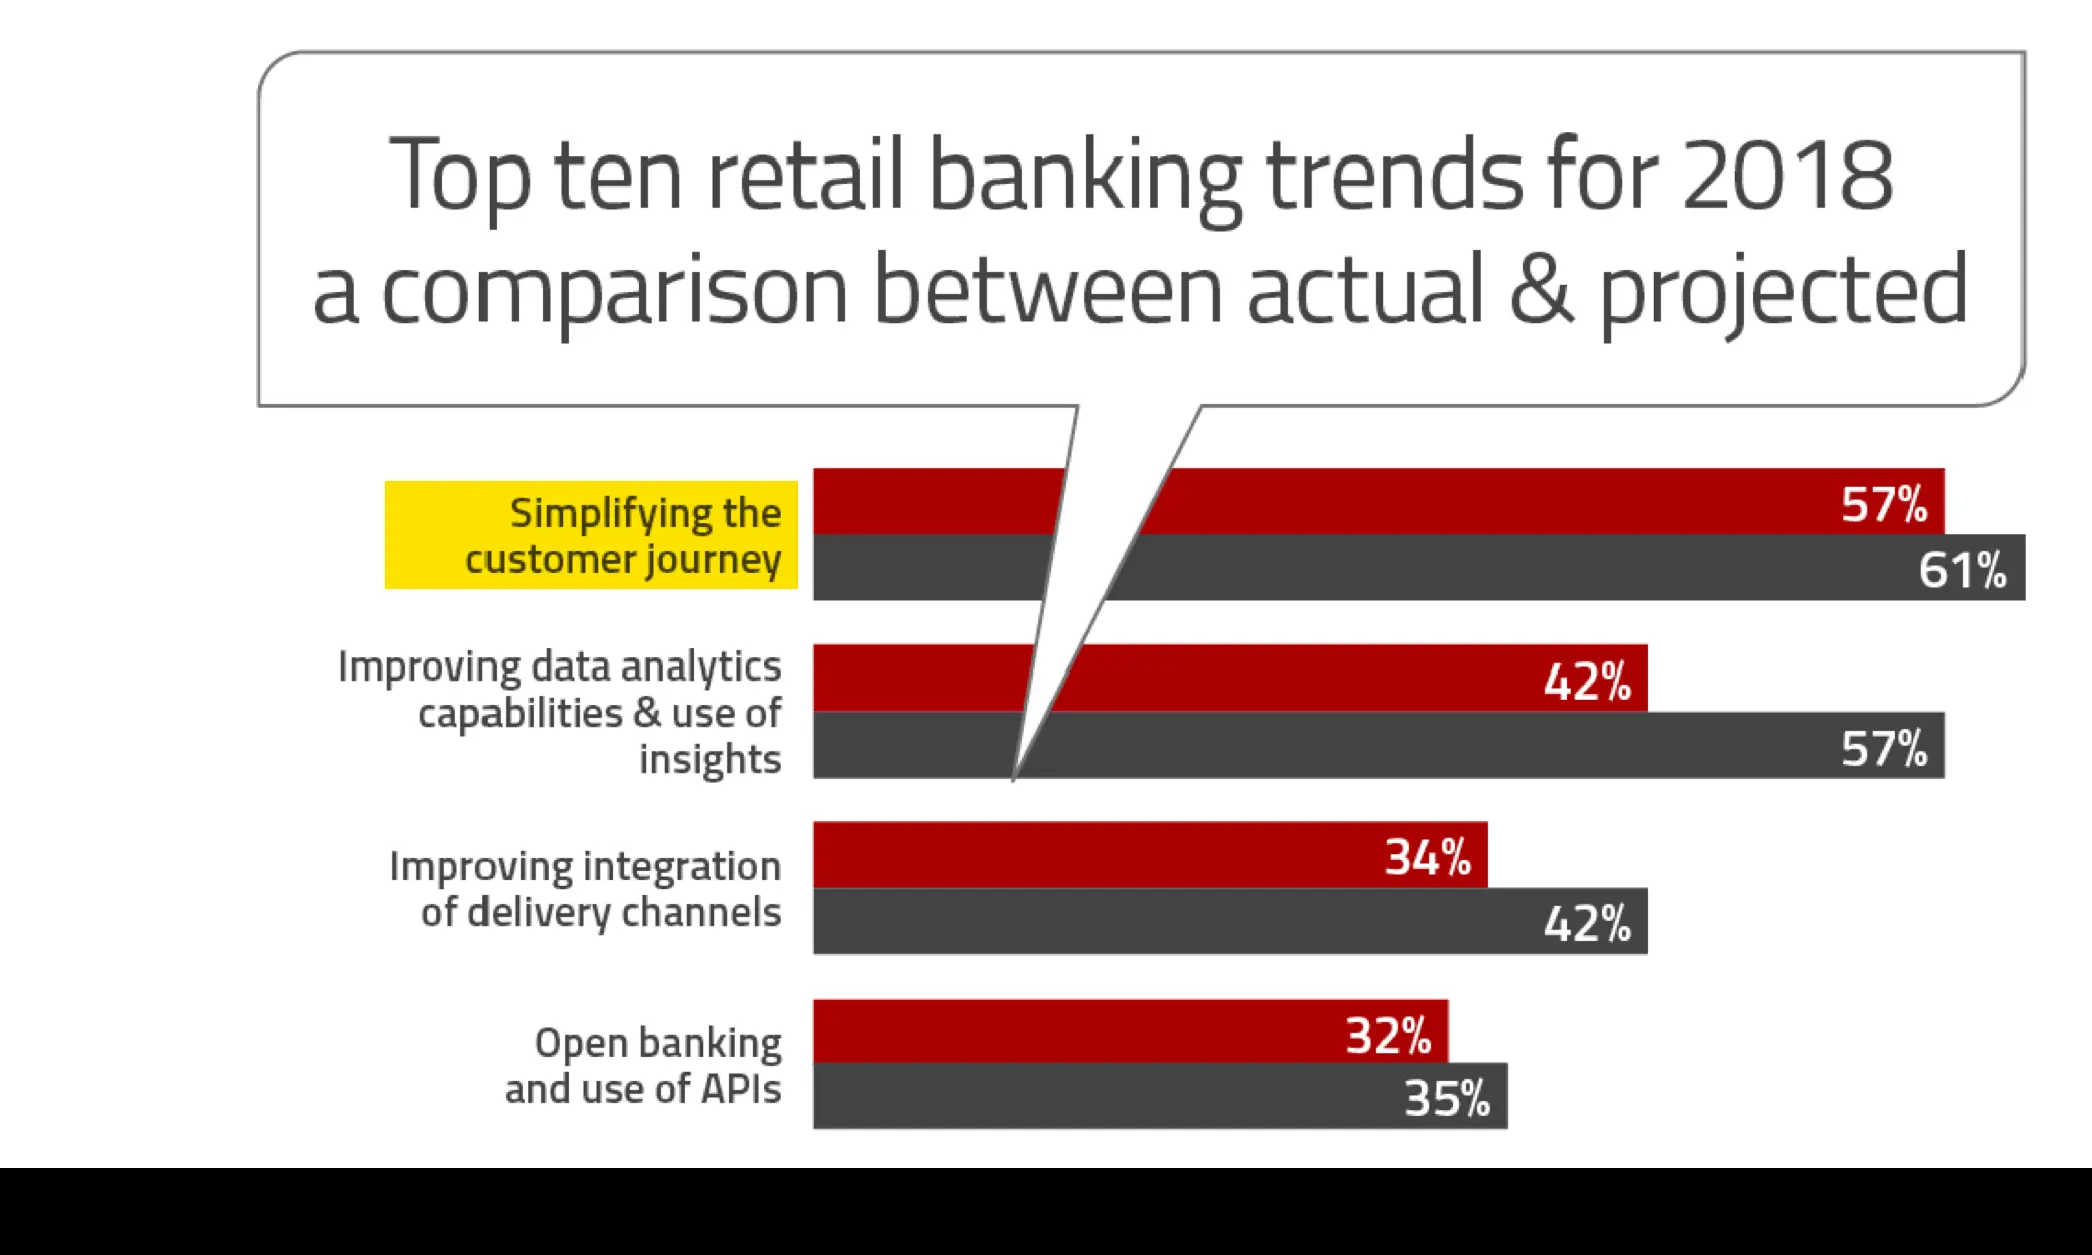 Top ten retail banking trends for 2018
a comparison between actual & projected
Simplifying the
customer journey
57%
61%
Improving data analytics
capabilities & use of
insights
42%
57%
Improving integration
of delivery channels
34%
42%
Open banking
and use of APIs
32%
35%